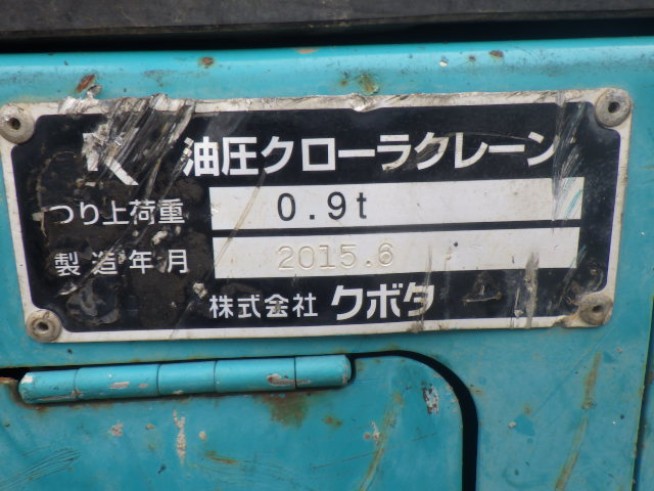 油圧クローラクレーン
つり上荷重 0.9t
製造年月 2015.6
株式会社 クボタ